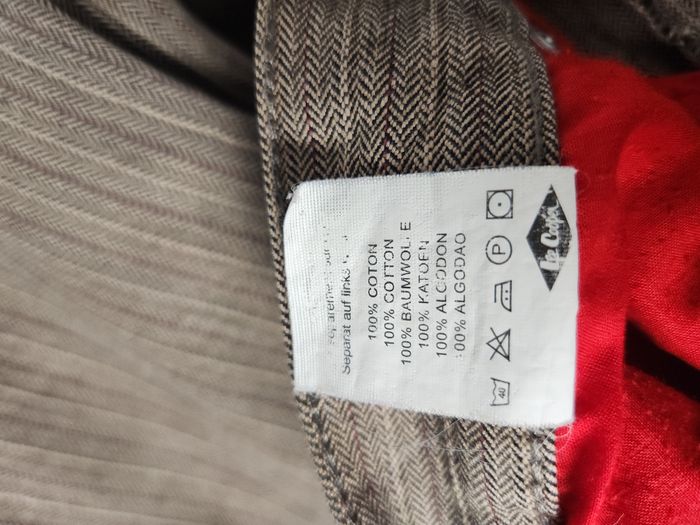 Lee Cooper
40
P
100% COTON
100% COTTON
100% BAUMWOLLE
100% KATOEN
100% ALGODON
100% ALGODAO
Separat auf links